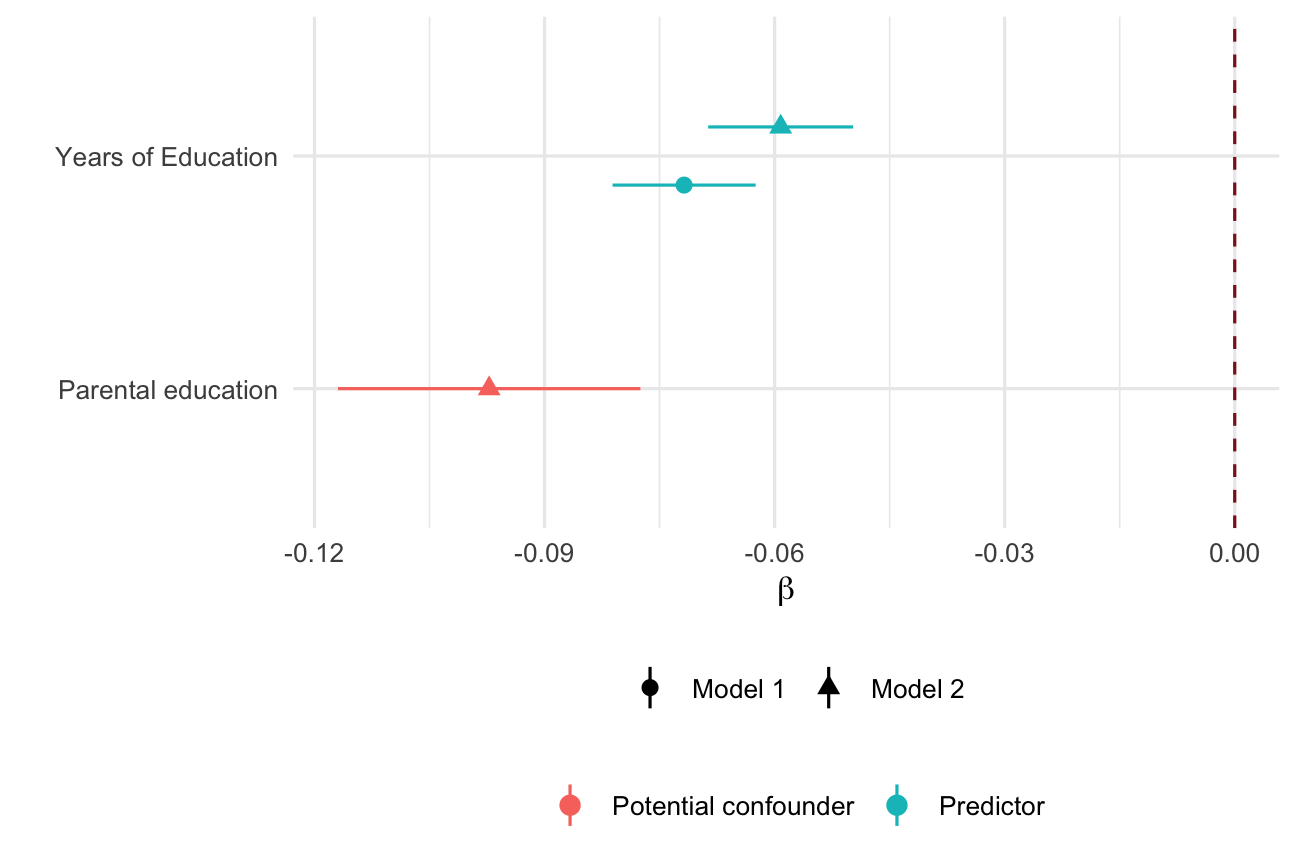 Years of Education
Parental education
-0.12 -0.09 -0.06 -0.03 0.00
β
Model 1 Model 2
Potential confounder Predictor